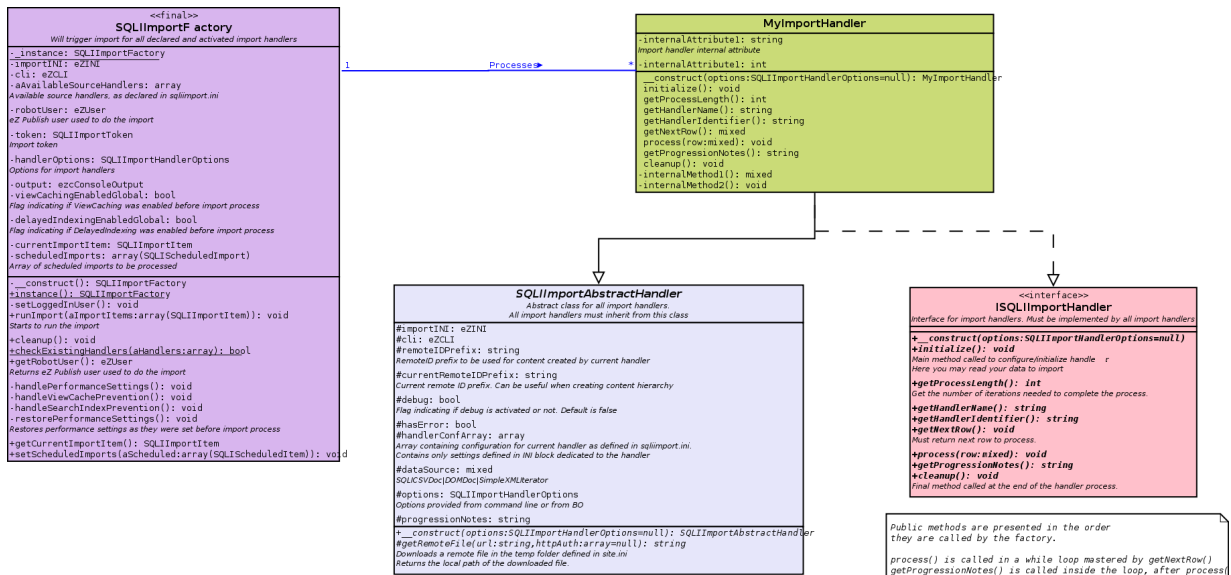 <<final>>
SQLIImportF actory
Will trigger import for all declared and activated import handlers
-_instance: SQLIImportFactory
-importINI: eZINI
-cli: eZCLI
-aAvailableSourceHandlers: array
Available source handlers, as declared in sqliimport.ini
-robotUser: eZUser
eZ Publish user used to do the import
-token: SQLIImportToken
Import token
-handlerOptions: SQLIImportHandlerOptions
Options for import handlers
-output: ezcConsoleOutput
-viewCachingEnabledGlobal: bool
Flag indicating if ViewCaching was enabled before import process
-delayedIndexingEnabledGlobal: bool
Flag indicating if DelayedIndexing was enabled before import process
-currentImportItem: SQLIImportItem
-scheduledImports: array(SQLIScheduledImport)
Array of scheduled imports to be processed
-__construct(): SQLIImportFactory
+instance(): SQLIImportFactory
-setLoggedInUser(): void
+runImport(aImportItems:array(SQLIImportItem)): void
Starts to run the import
+cleanup(): void
+checkExistingHandlers(aHandlers:array): bool
+getRobotUser(): eZUser
Returns eZ Publish user used to do the import
-handlePerformanceSettings(): void
-handleViewCachePrevention(): void
-handleSearchIndexPrevention(): void
-restorePerformanceSettings(): void
Restores performance settings as they were set before import process
+getCurrentImportItem(): SQLIImportItem
+setScheduledImports(aScheduled:array(SQLIScheduledItem)): void
1
Processes
*
MyImportHandler
-internalAttribute1: string
Import handler internal attribute
-internalAttribute1: int
__construct(options:SQLIImportHandlerOptions=null): MyImportHandler
initialize(): void
getProcessLength(): int
getHandlerName(): string
getHandlerIdentifier(): string
getNextRow(): mixed
process(row:mixed): void
getProgressionNotes(): string
cleanup(): void
-internalMethod1(): mixed
-internalMethod2(): void
SQLIImportAbstractHandler
Abstract class for all import handlers.
All import handlers must inherit from this class
#importINI: eZINI
#cli: eZCLI
#remoteIDPrefix: string
RemoteID prefix to be used for content created by current handler
#currentRemoteIDPrefix: string
Current remote ID prefix. Can be useful when creating content hierarchy
#debug: bool
Flag indicating if debug is activated or not. Default is false
#hasError: bool
#handlerConfArray: array
Array containing configuration for current handler as defined in sqliimport.ini.
Contains only settings defined in INI block dedicated to the handler
#dataSource: mixed
SQLICSVDoc|DOMDoc|SimpleXMLIterator
#options: SQLIImportHandlerOptions
Options provided from command line or from BO
#progressionNotes: string
+__construct(options:SQLIImportHandlerOptions=null): SQLIImportAbstractHandler
#getRemoteFile(url:string,httpAuth:array=null): string
Downloads a remote file in the temp folder defined in site.ini
Returns the local path of the downloaded file.
<<interface>>
ISQLIImportHandler
Interface for import handlers. Must be implemented by all import handlers
+__construct(options:SQLIImportHandlerOptions=null)
+initialize(): void
Main method called to configure/initialize handle r
Here you may read your data to import
+getProcessLength(): int
Get the number of iterations needed to complete the process.
+getHandlerName(): string
+getHandlerIdentifier(): string
+getNextRow(): void
Must return next row to process.
+process(row:mixed): void
+getProgressionNotes(): string
+cleanup(): void
Final method called at the end of the handler process.
Public methods are presented in the order
they are called by the factory.
process() is called in a while loop mastered by getNextRow()
getProgressionNotes() is called inside the loop, after process(